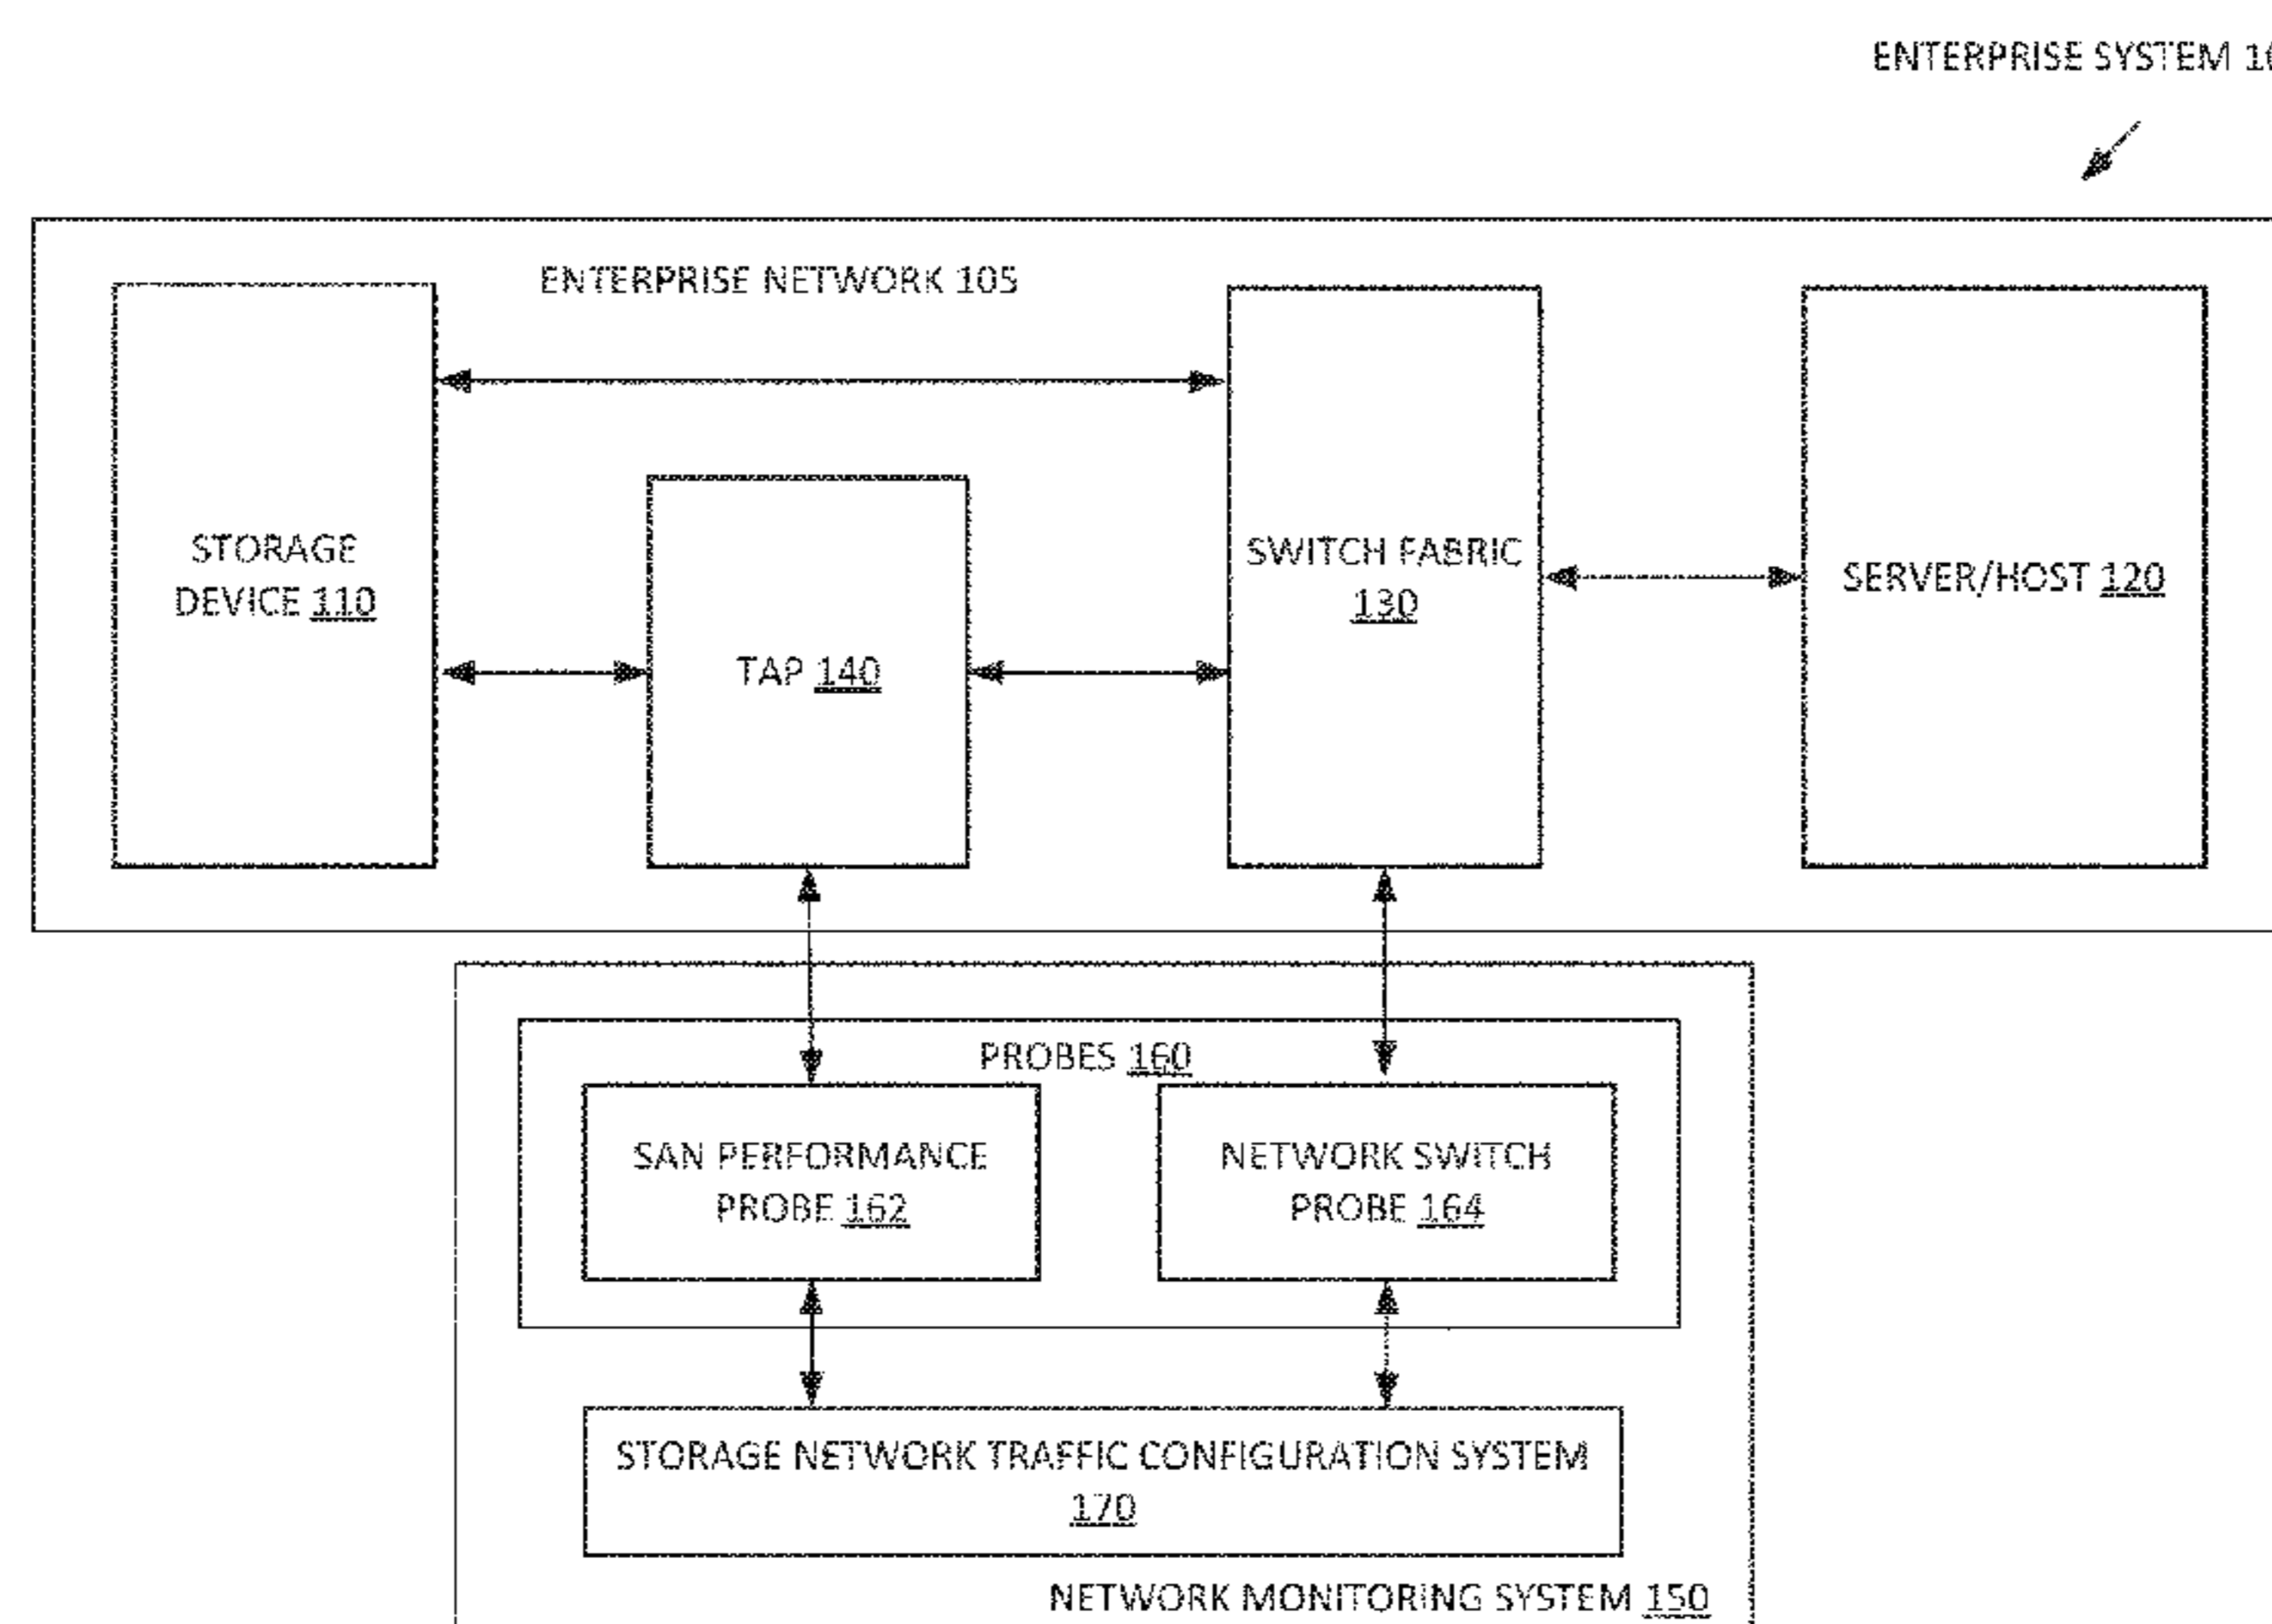 ENTERPRISE SYSTEM
ENTERPRISE NETWORK 105
STORAGE
DEVICE 110
TAP 140
SWITCH FABRIC
130
SERVER/HOST 120
PROBES 160
SAN PERFORMANCE
PROBE 162
NETWORK SWITCH
PROBE 164
STORAGE NETWORK TRAFFIC CONFIGURATION SYSTEM
170
NETWORK MONITORING SYSTEM 150